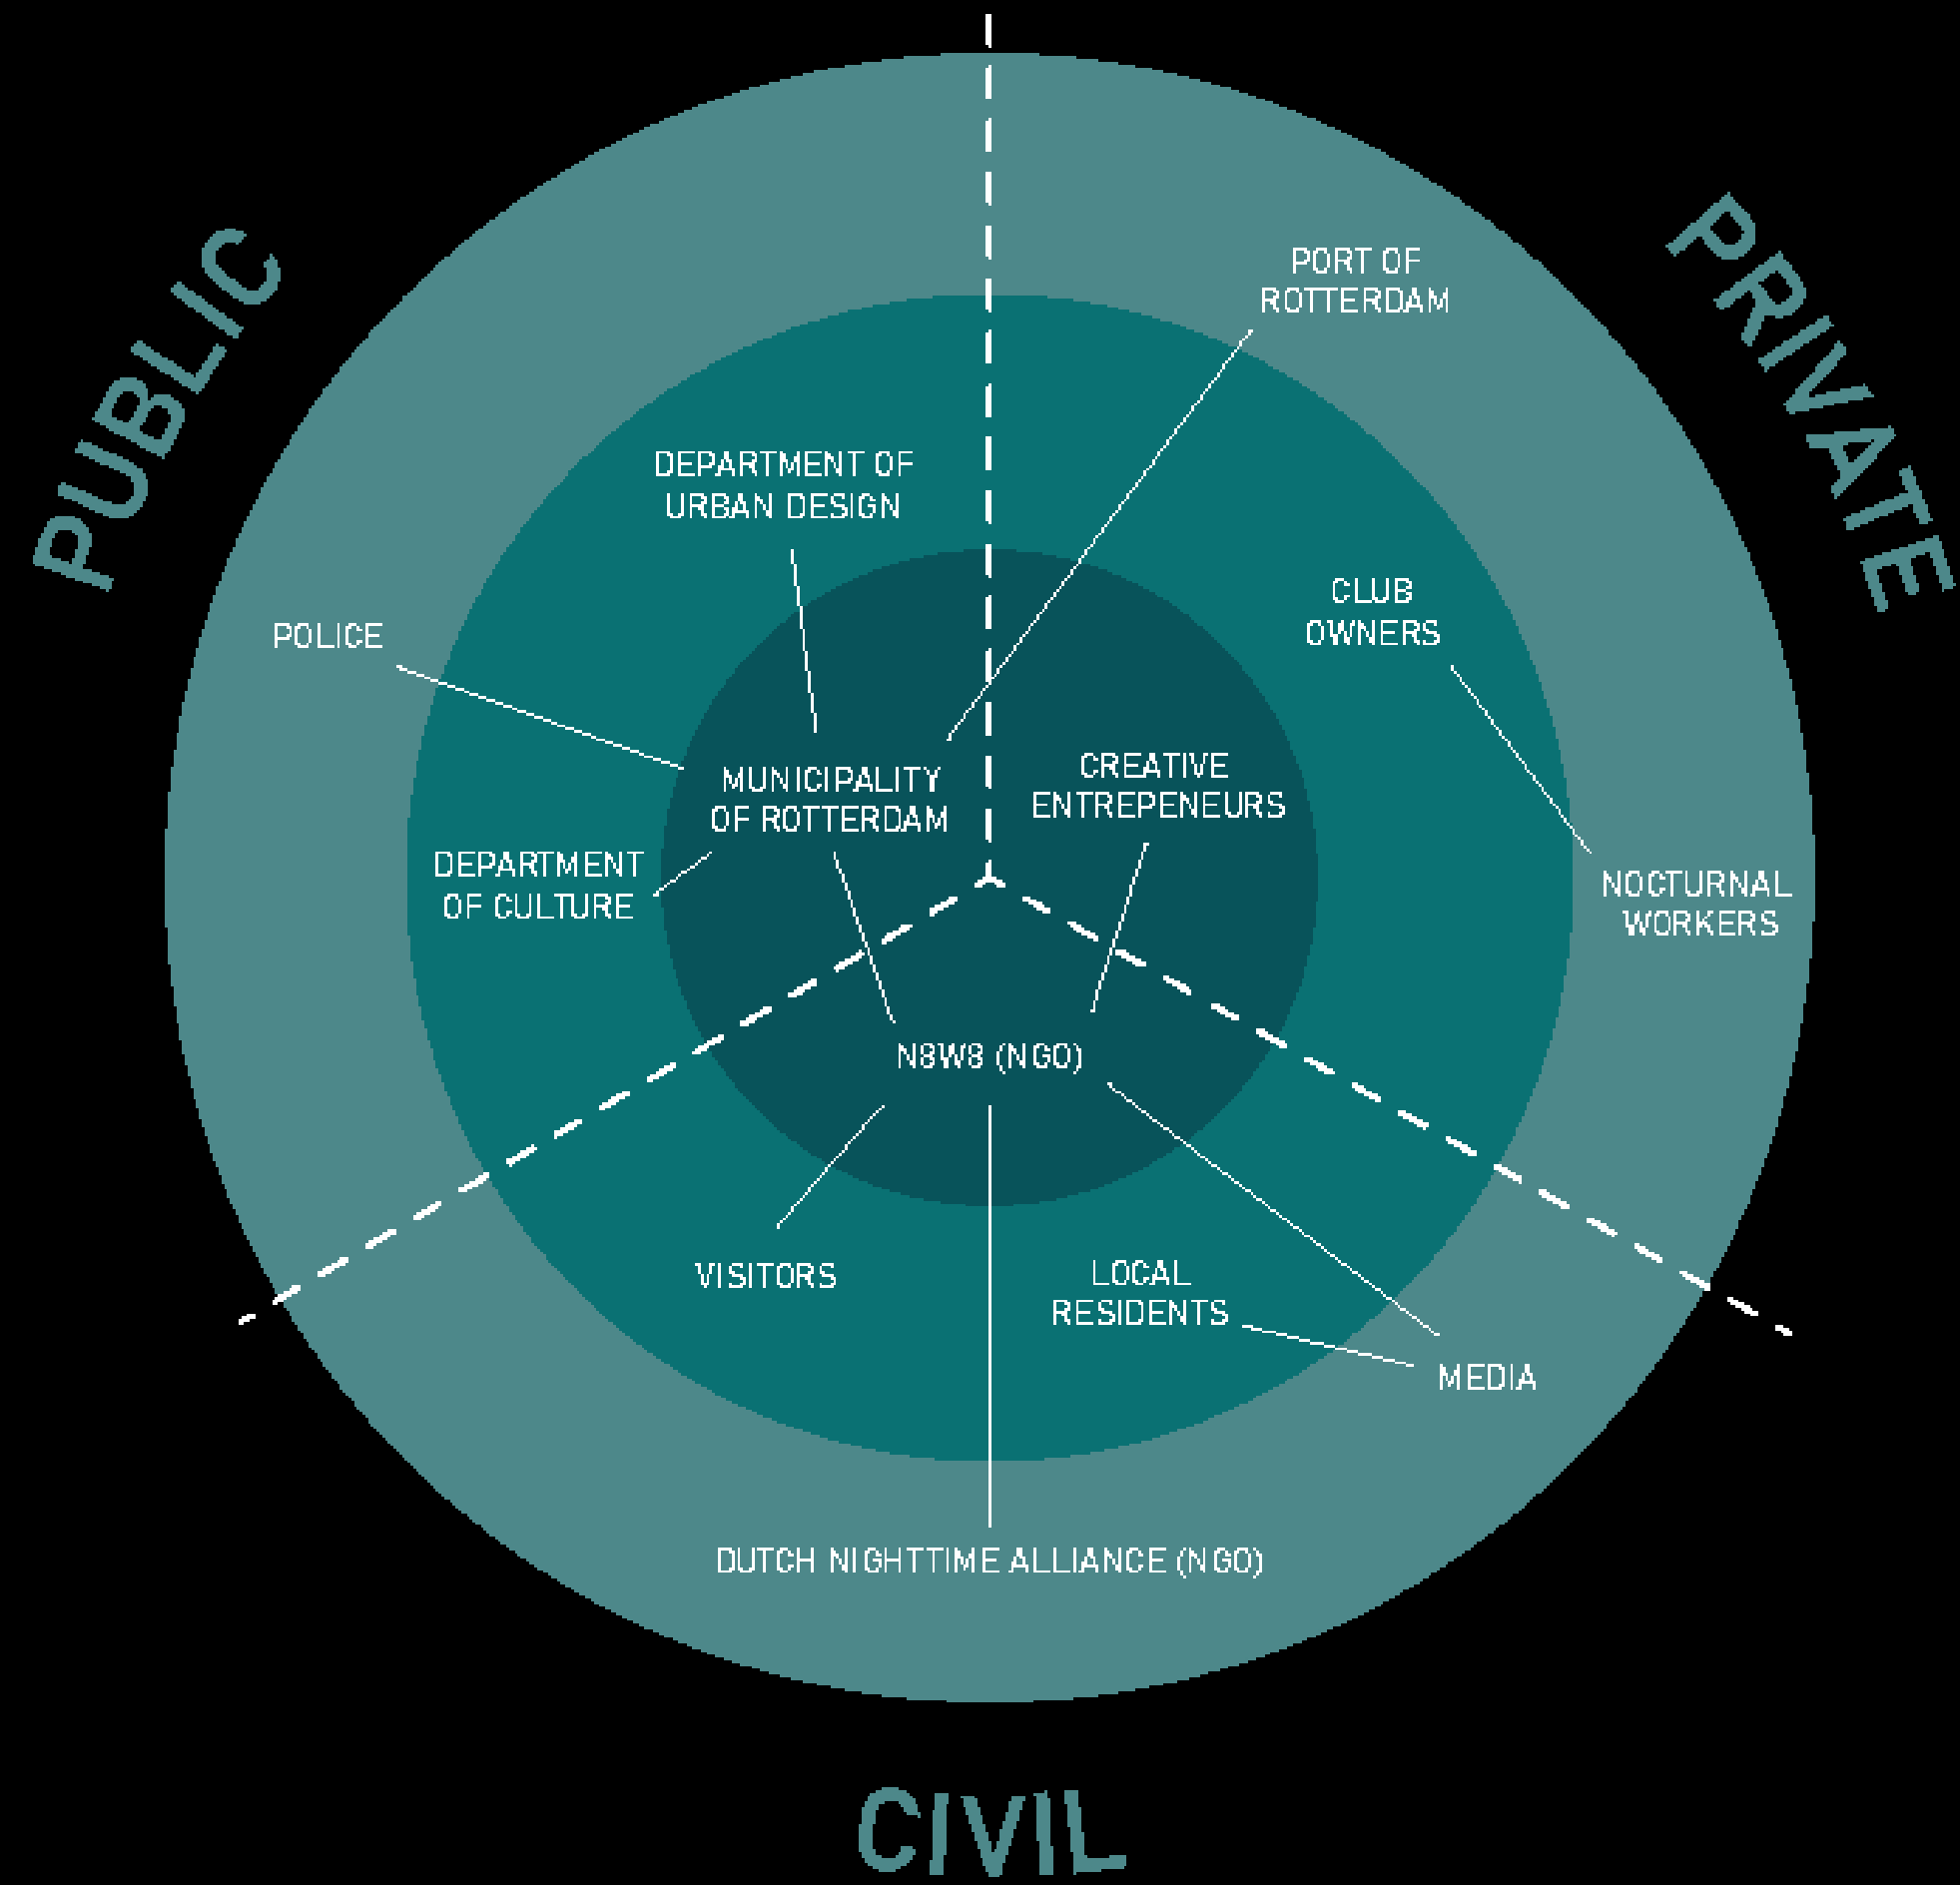 PUBLIC
PRIVATE
PORT OF
ROTTERDAM
DEPARTMENT OF
URBAN DESIGN
CLUB
OWNERS
POLICE
MUNICIPALITY
OF ROTTERDAM
CREATIVE
ENTREPENEURS
DEPARTMENT
OF CULTURE
NOCTURNAL
WORKERS
N8W8 (NGO)
VISITORS
LOCAL
RESIDENTS
MEDIA
DUTCH NIGHTTIME ALLIANCE (NGO)
CIVIL